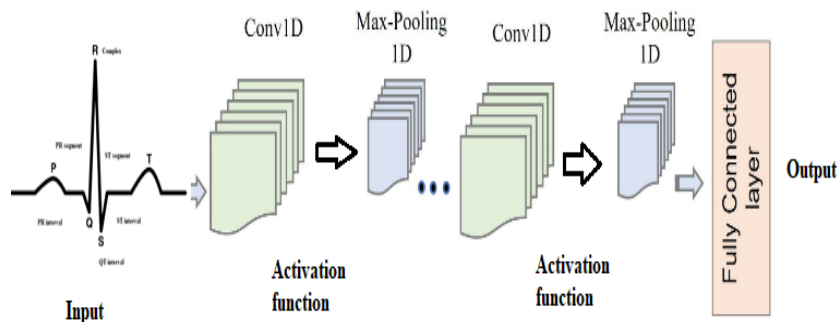 Conv1D
Max-Pooling
1D
Conv1D
Max-Pooling
1D
R Complex
PR segment
ST segment
P
T
PR interval
Q
ST interval
S
QT interval
Input
Activation
function
Activation
function
Fully Connected
layer
Output